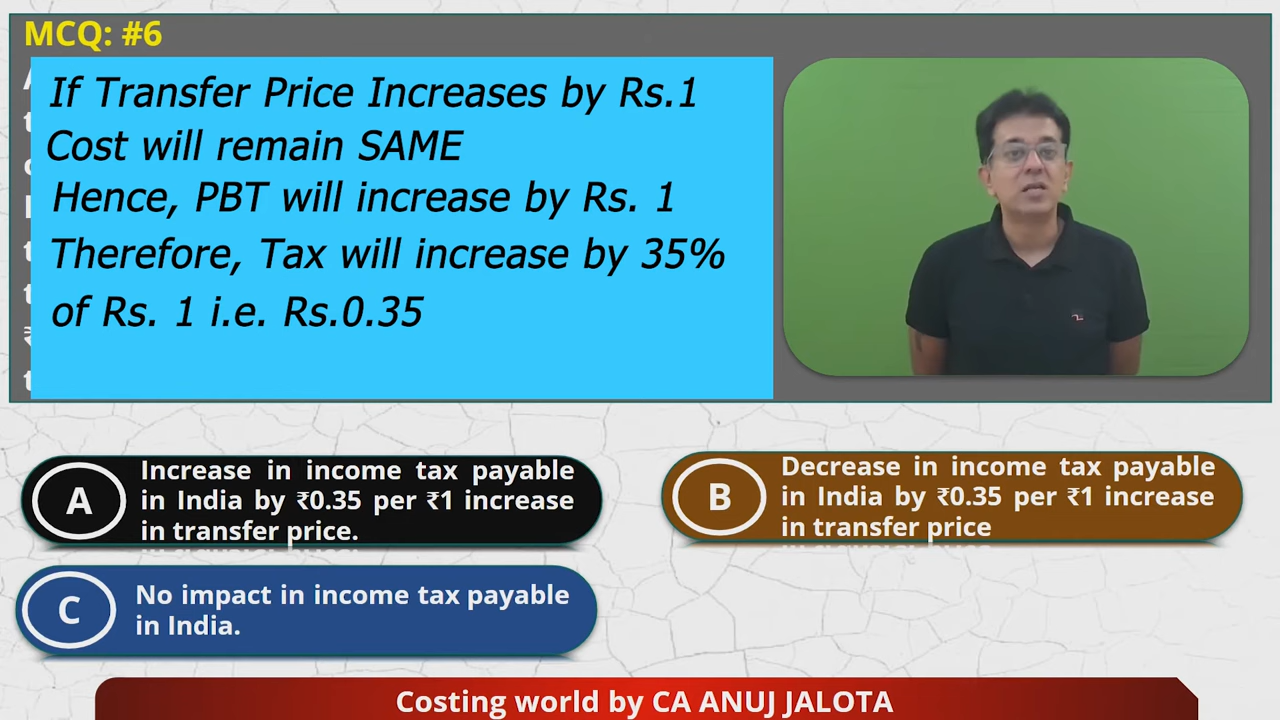 MCQ: #6
If Transfer Price Increases by Rs.1
Cost will remain SAME
Hence, PBT will increase by Rs. 1
Therefore, Tax will increase by 35%
of Rs. 1 i.e. Rs.0.35
A
Increase in income tax payable
in India by ₹0.35 per ₹1 increase
in transfer price.
B
Decrease in income tax payable
in India by ₹0.35 per ₹1 increase
in transfer price
C
No impact in income tax payable
in India.
Costing world by CA ANUJ JALOTA